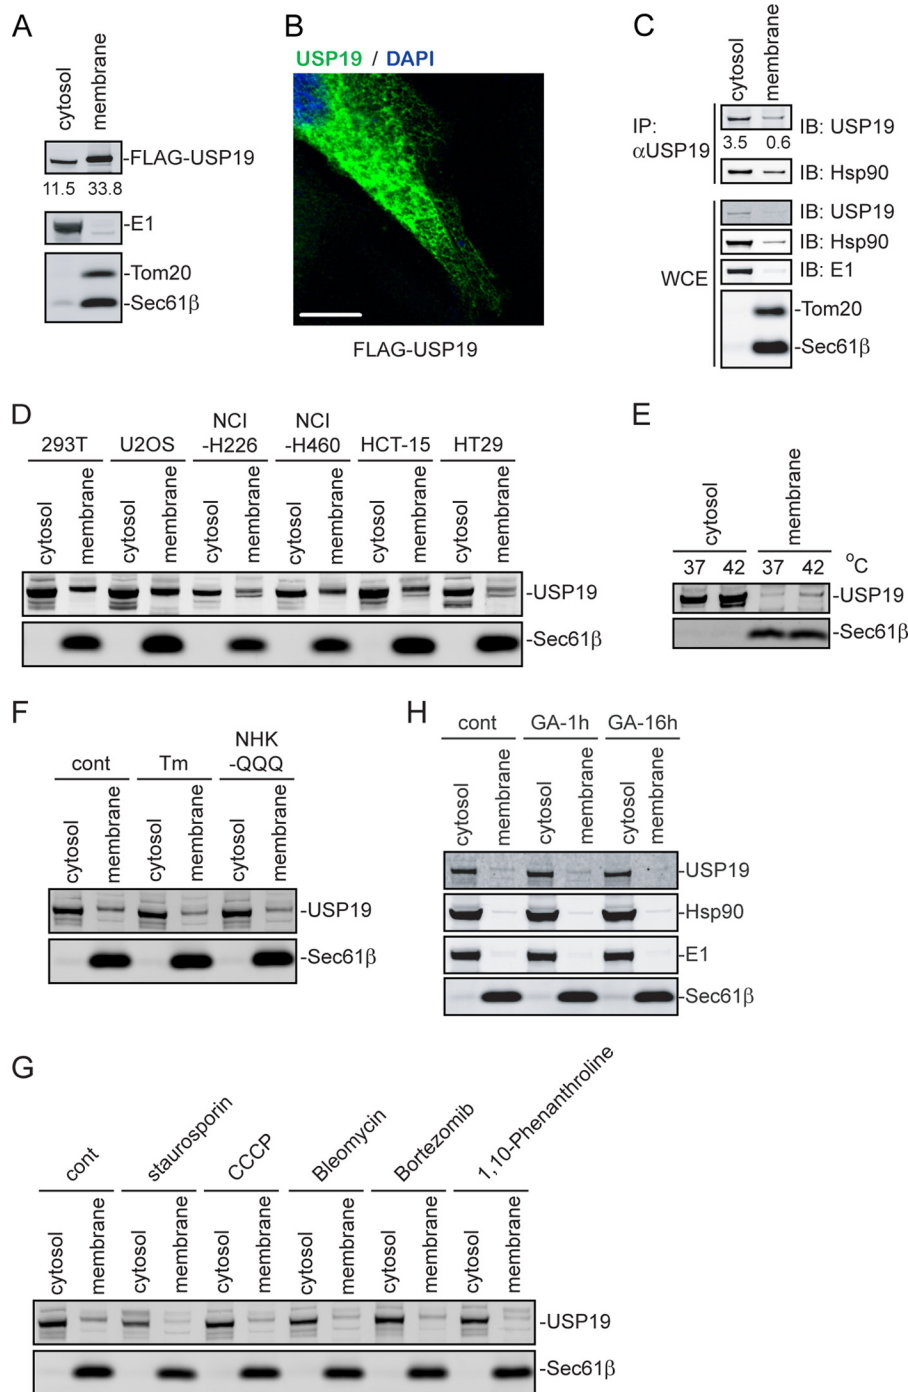 A
cytosol
membrane
-FLAG-USP19
11.5 33.8
-E1
-Tom20
-Sec61β
B
USP19 / DAPI
FLAG-USP19
C
cytosol
membrane
IP:
αUSP19
IB: USP19
3.5 0.6
IB: Hsp90
WCE
IB: USP19
IB: Hsp90
IB: E1
-Tom20
-Sec61β
D
293T U2OS NCI
-H226 NCI
-H460 HCT-15 HT29
cytosol membrane cytosol membrane cytosol membrane cytosol membrane cytosol membrane cytosol membrane
-USP19
-Sec61β
E
cytosol membrane
37 42 37 42 °C
-USP19
-Sec61β
F
cont Tm NHK
-QQQ
cytosol membrane cytosol membrane cytosol membrane
-USP19
-Sec61β
H
cont GA-1h GA-16h
cytosol membrane cytosol membrane cytosol membrane
-USP19
-Hsp90
-E1
-Sec61β
G
cont staurosporin CCCP Bleomycin Bortezomib 1,10-Phenanthroline
cytosol membrane cytosol membrane cytosol membrane cytosol membrane cytosol membrane cytosol membrane
-USP19
-Sec61β